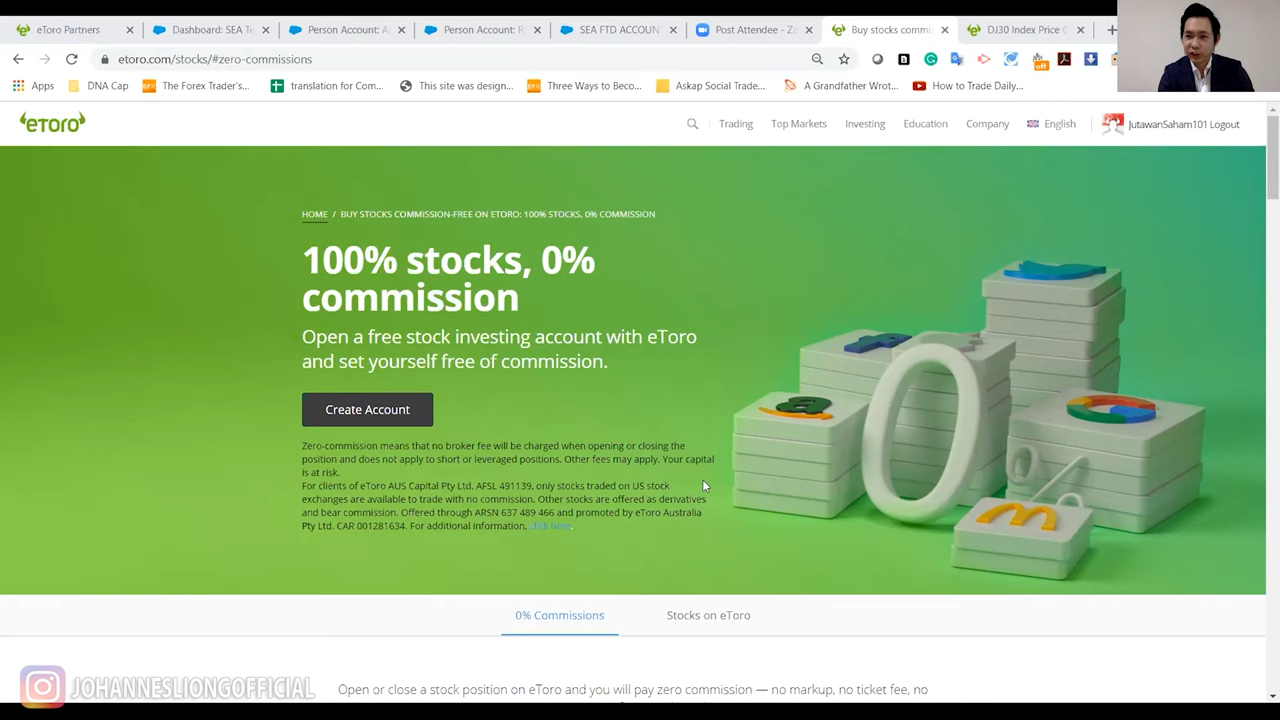 eToro Partners
Dashboard: SEA Te
Person Account: A
Person Account: R
SEA FTD ACCOUN
Post Attendee - Zo
Buy stocks commi
DJ30 Index Price C
etoro.com/stocks/#zero-commissions
off
Apps
DNA Cap
The Forex Trader's...
translation for Com...
This site was design...
Three Ways to Beco...
Askap Social Trade...
A Grandfather Wrot...
How to Trade Daily...
eToro
Trading
Top Markets
Investing
Education
Company
English
JutawanSaham101 Logout
HOME / BUY STOCKS COMMISSION-FREE ON ETORO: 100% STOCKS, 0% COMMISSION
100% stocks, 0%
commission
Open a free stock investing account with eToro
and set yourself free of commission.
Create Account
Zero-commission means that no broker fee will be charged when opening or closing the
position and does not apply to short or leveraged positions. Other fees may apply. Your capital
is at risk.
For clients of eToro AUS Capital Pty Ltd. AFSL 491139, only stocks traded on US stock
exchanges are available to trade with no commission. Other stocks are offered as derivatives
and bear commission. Offered through ARSN 637 489 466 and promoted by eToro Australia
Pty Ltd. CAR 001281634. For additional information, click here.
0%
0% Commissions
Stocks on eToro
JOHANNESLIONGOFFICIAL
Open or close a stock position on eToro and you will pay zero commission — no markup, no ticket fee, no